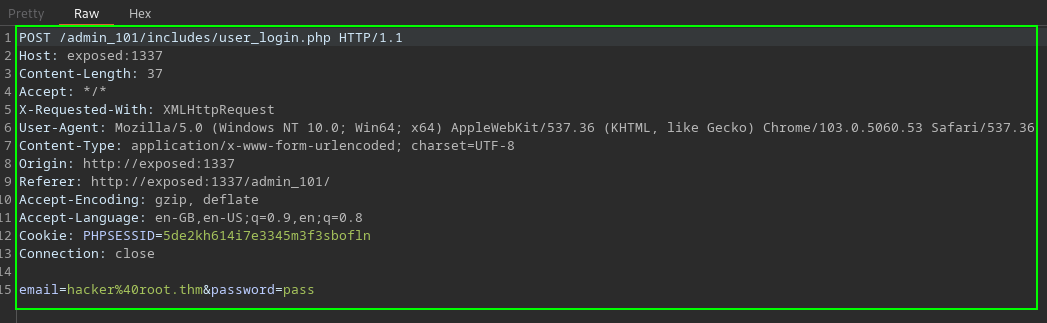 Pretty Raw Hex
1 POST /admin_101/includes/user_login.php HTTP/1.1
2 Host: exposed:1337
3 Content-Length: 37
4 Accept: */*
5 X-Requested-With: XMLHttpRequest
6 User-Agent: Mozilla/5.0 (Windows NT 10.0; Win64; x64) AppleWebKit/537.36 (KHTML, like Gecko) Chrome/103.0.5060.53 Safari/537.36
7 Content-Type: application/x-www-form-urlencoded; charset=UTF-8
8 Origin: http://exposed:1337
9 Referer: http://exposed:1337/admin_101/
10 Accept-Encoding: gzip, deflate
11 Accept-Language: en-GB,en-US;q=0.9,en;q=0.8
12 Cookie: PHPSESSID=5de2kh614i7e3345m3f3sbofln
13 Connection: close
14
15 email=hacker%40root.thm&password=pass